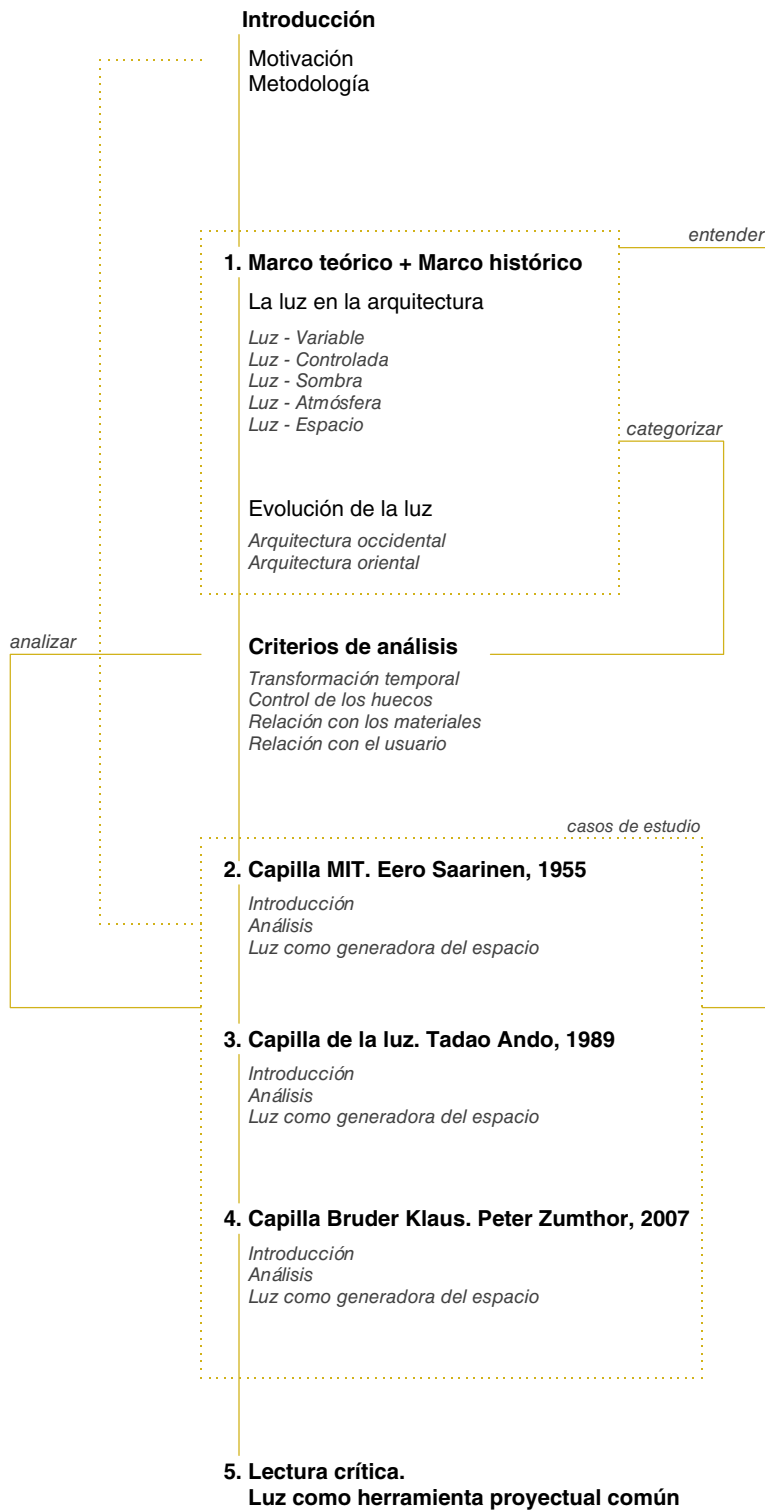 Introducción
Motivación
Metodología
entender
1. Marco teórico + Marco histórico
La luz en la arquitectura
Luz - Variable
Luz - Controlada
Luz - Sombra
Luz - Atmósfera
Luz - Espacio
categorizar
Evolución de la luz
Arquitectura occidental
Arquitectura oriental
analizar
Criterios de análisis
Transformación temporal
Control de los huecos
Relación con los materiales
Relación con el usuario
casos de estudio
2. Capilla MIT. Eero Saarinen, 1955
Introducción
Análisis
Luz como generadora del espacio
3. Capilla de la luz. Tadao Ando, 1989
Introducción
Análisis
Luz como generadora del espacio
4. Capilla Bruder Klaus. Peter Zumthor, 2007
Introducción
Análisis
Luz como generadora del espacio
5. Lectura crítica.
Luz como herramienta proyectual común